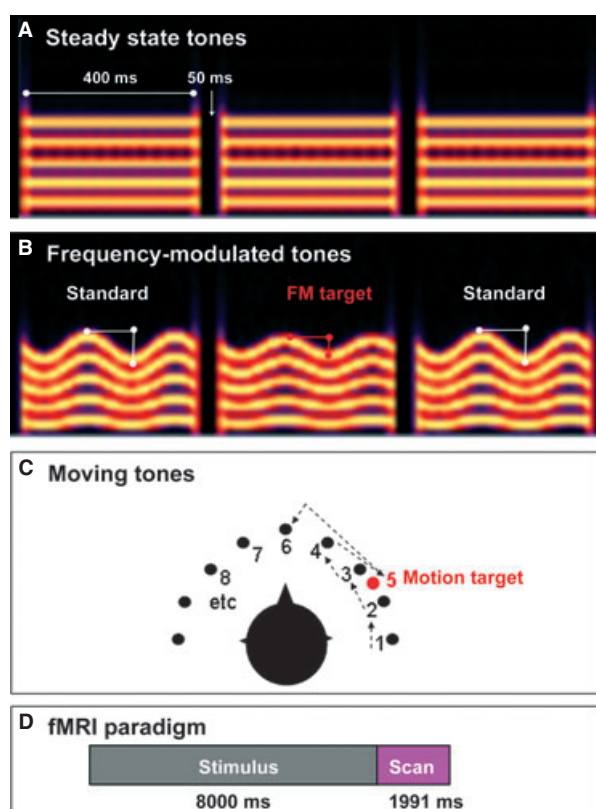 A Steady state tones
400 ms 50 ms
B Frequency-modulated tones
Standard FM target Standard
C Moving tones
6 4
7 3
8 5 Motion target
etc 2
1
D fMRI paradigm
Stimulus Scan
8000 ms 1991 ms